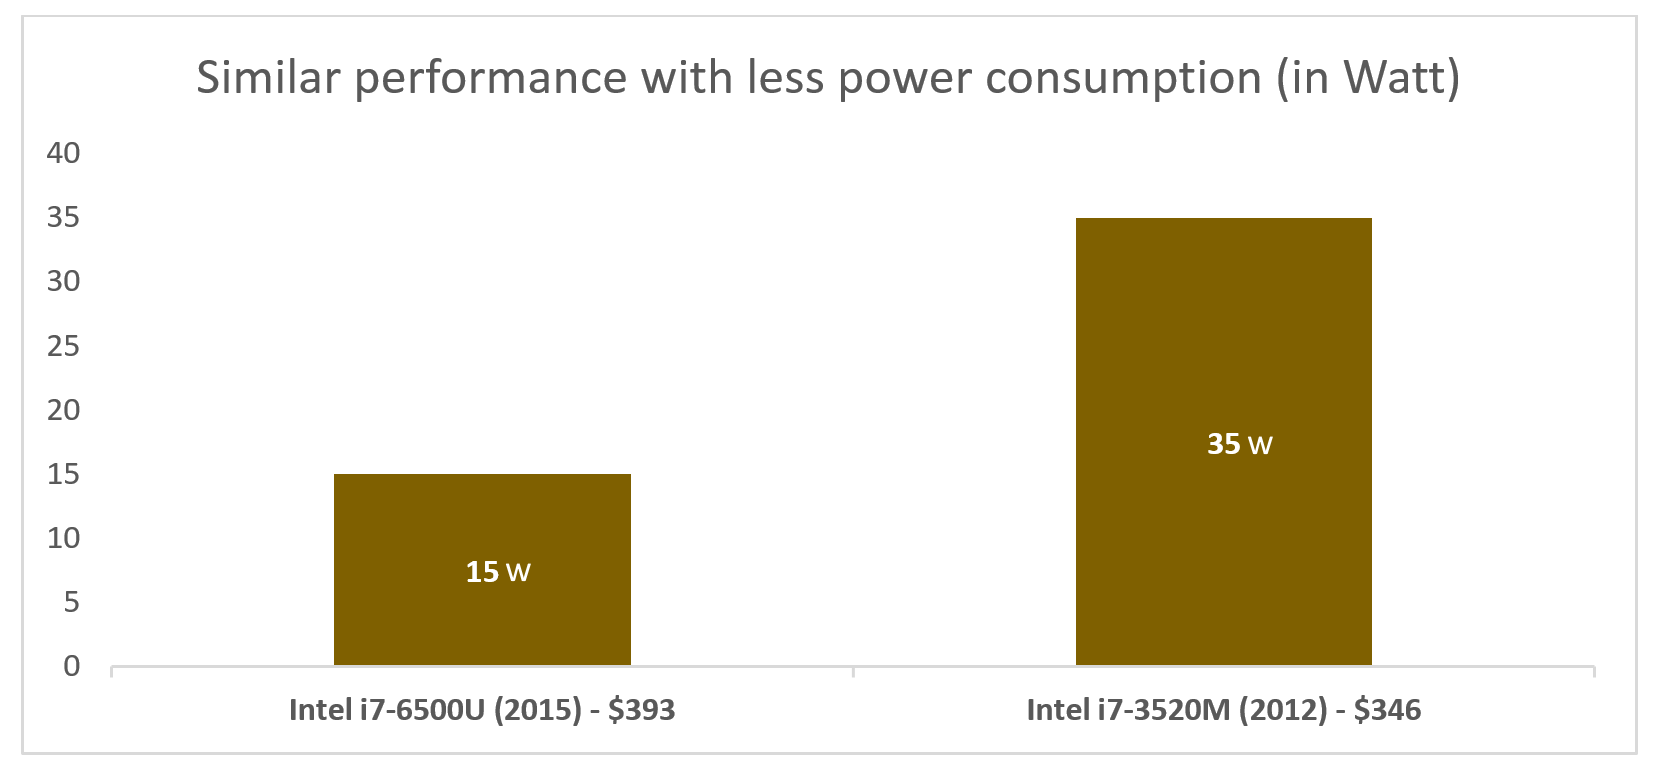 Similar performance with less power consumption (in Watt)
40
35
30
25
20
15
10
5
0
15 W
35 W
Intel i7-6500U (2015) - $393
Intel i7-3520M (2012) - $346